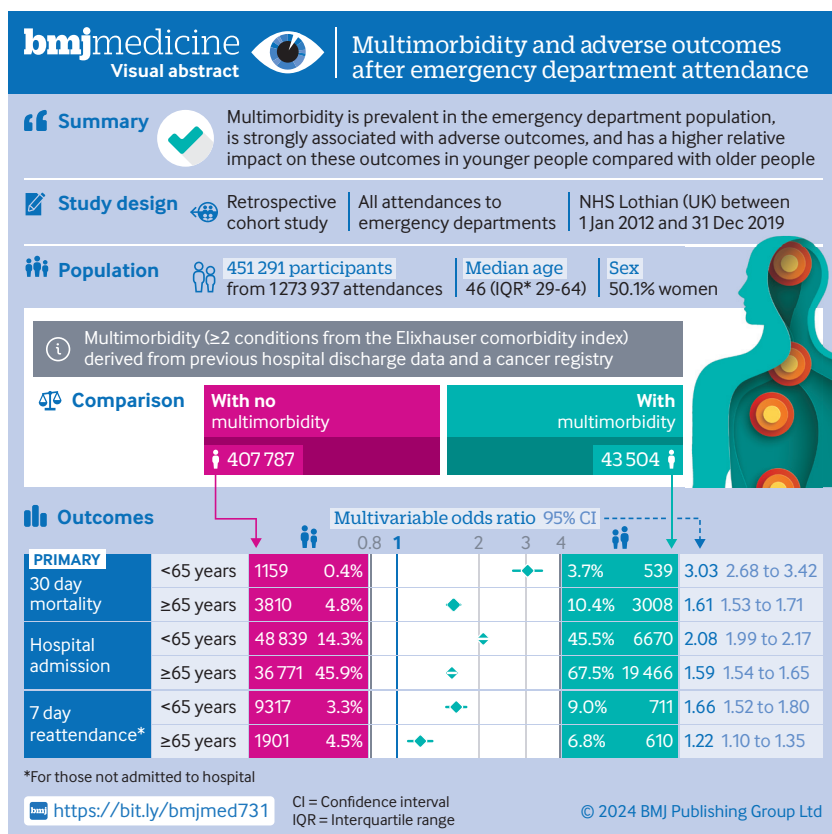 bmjmedicine
Visual abstract
Multimorbidity and adverse outcomes
after emergency department attendance
Summary
Multimorbidity is prevalent in the emergency department population,
is strongly associated with adverse outcomes, and has a higher relative
impact on these outcomes in younger people compared with older people
Study design
Retrospective
cohort study
All attendances to
emergency departments
NHS Lothian (UK) between
1 Jan 2012 and 31 Dec 2019
Population
451 291 participants
from 1 273 937 attendances
Median age
46 (IQR* 29-64)
Sex
50.1% women
Multimorbidity (≥2 conditions from the Elixhauser comorbidity index)
derived from previous hospital discharge data and a cancer registry
Comparison
With no
multimorbidity
407 787
With
multimorbidity
43 504
Outcomes
Multivariable odds ratio 95% CI
0.8 1 2 3 4
PRIMARY
30 day
mortality
<65 years 1159 0.4% 3.7% 539 3.03 2.68 to 3.42
≥65 years 3810 4.8% 10.4% 3008 1.61 1.53 to 1.71
Hospital
admission
<65 years 48 839 14.3% 45.5% 6670 2.08 1.99 to 2.17
≥65 years 36 771 45.9% 67.5% 19 466 1.59 1.54 to 1.65
7 day
reattendance*
<65 years 9317 3.3% 9.0% 711 1.66 1.52 to 1.80
≥65 years 1901 4.5% 6.8% 610 1.22 1.10 to 1.35
*For those not admitted to hospital
bmj https://bit.ly/bmjmed731
CI = Confidence interval
IQR = Interquartile range
© 2024 BMJ Publishing Group Ltd